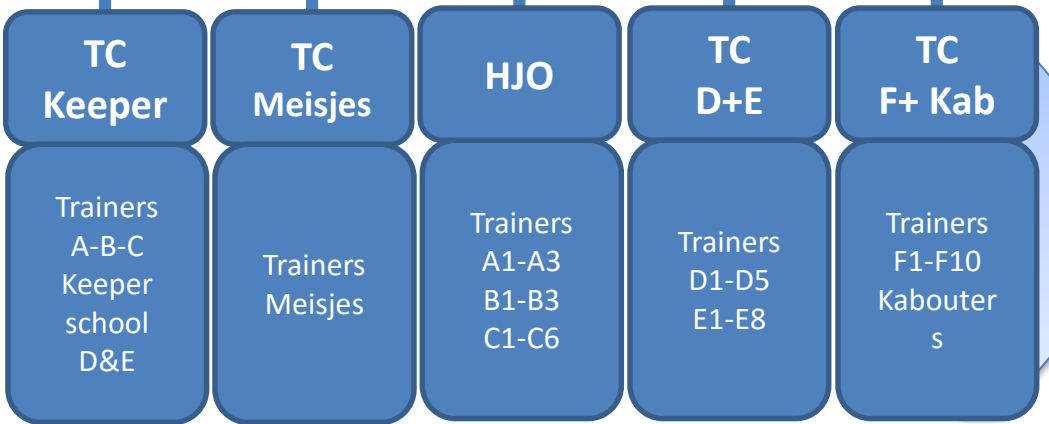 TC
Keeper
TC
Meisjes
HJO
TC
D+E
TC
F+ Kab
Trainers
A-B-C
Keeper
school
D&E
Trainers
Meisjes
Trainers
A1-A3
B1-B3
C1-C6
Trainers
D1-D5
E1-E8
Trainers
F1-F10
Kabouter
s